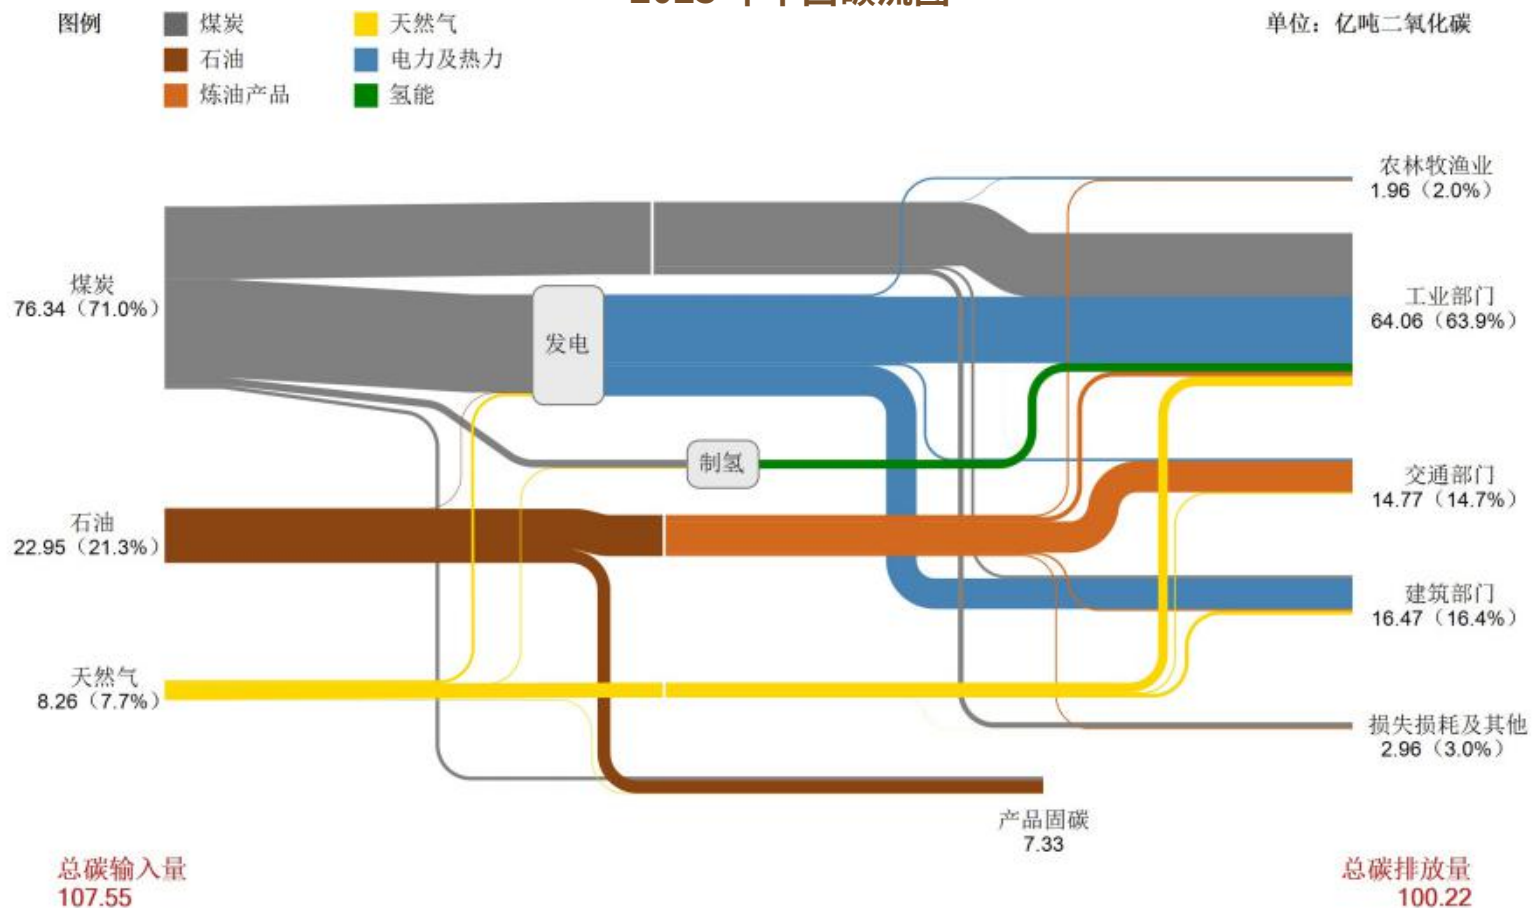 图例
煤炭
天然气
单位：亿吨二氧化碳
石油
电力及热力
炼油产品
氢能
农林牧渔业
1.96（2.0%）
煤炭
76.34（71.0%）
工业部门
64.06（63.9%）
发电
制氢
交通部门
14.77（14.7%）
石油
22.95（21.3%）
建筑部门
16.47（16.4%）
天然气
8.26（7.7%）
损失损耗及其他
2.96（3.0%）
产品固碳
7.33
总碳输入量
107.55
总碳排放量
100.22